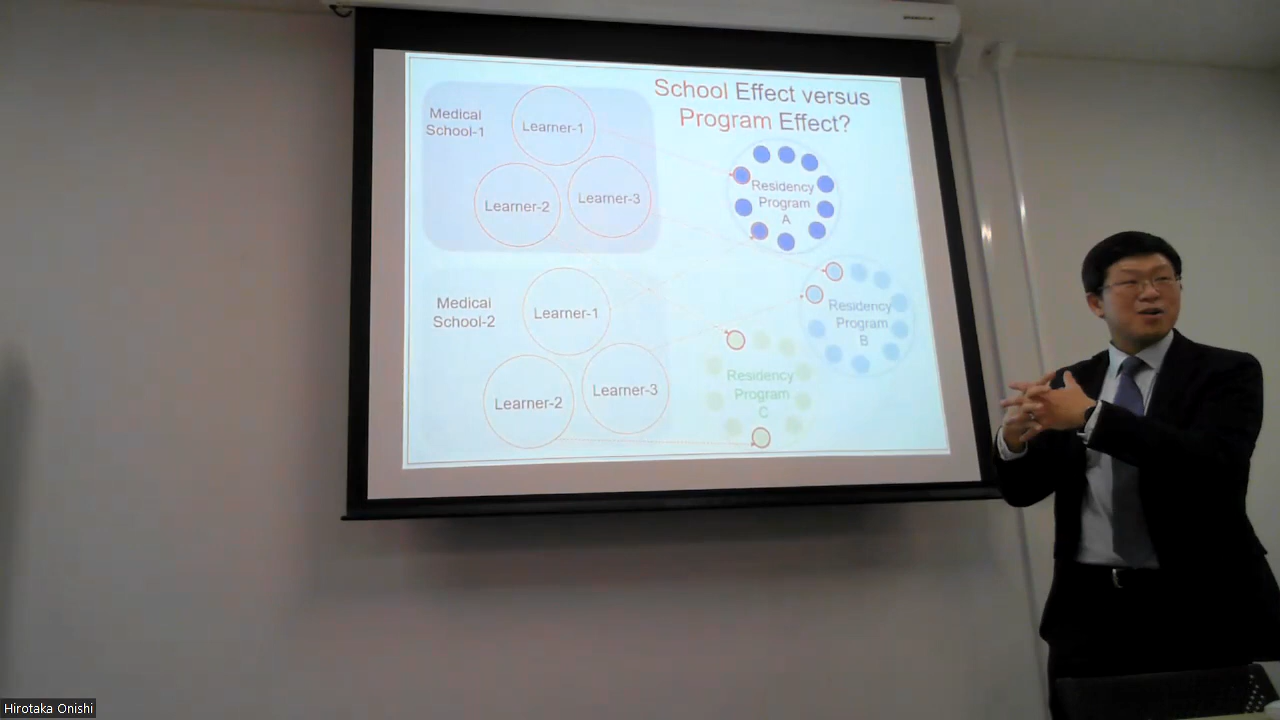 School Effect versus
Program Effect?
Medical
School-1
Learner-1
Learner-2
Learner-3
Residency
Program
A
Medical
School-2
Learner-1
Learner-2
Learner-3
Residency
Program
B
Residency
Program
C
Hirotaka Onishi